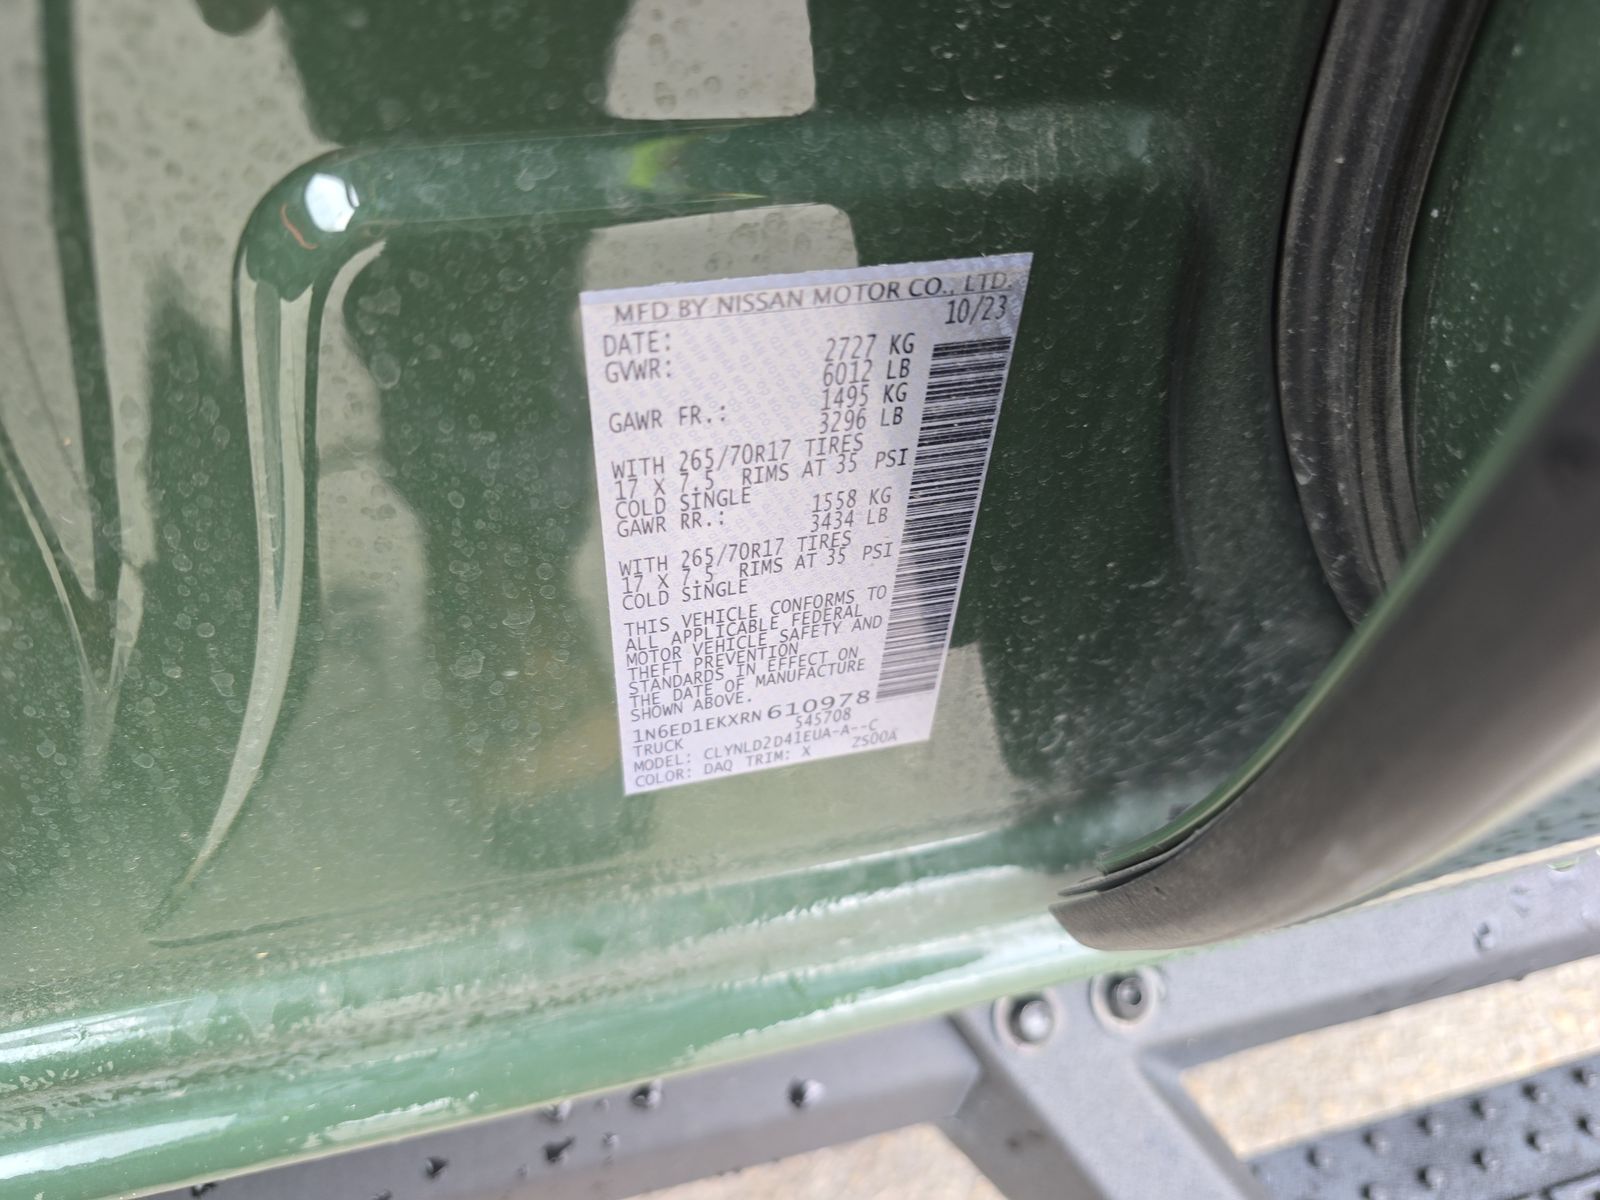 MFD BY NISSAN MOTOR CO., LTD.
DATE: 10/23
GVWR: 2727 KG
6012 LB
GAWR FR.: 1495 KG
3296 LB
WITH 265/70R17 TIRES
17 X 7.5 RIMS AT 35 PSI
COLD SINGLE
GAWR RR.: 1558 KG
3434 LB
WITH 265/70R17 TIRES
17 X 7.5 RIMS AT 35 PSI
COLD SINGLE
THIS VEHICLE CONFORMS TO
ALL APPLICABLE FEDERAL
MOTOR VEHICLE SAFETY AND
THEFT PREVENTION
STANDARDS IN EFFECT ON
THE DATE OF MANUFACTURE
SHOWN ABOVE.
1N6ED1EKXRN610978
TRUCK 545708
MODEL: CLYNLD2D41EUA-A--C
COLOR: DAQ TRIM: X ZS00A